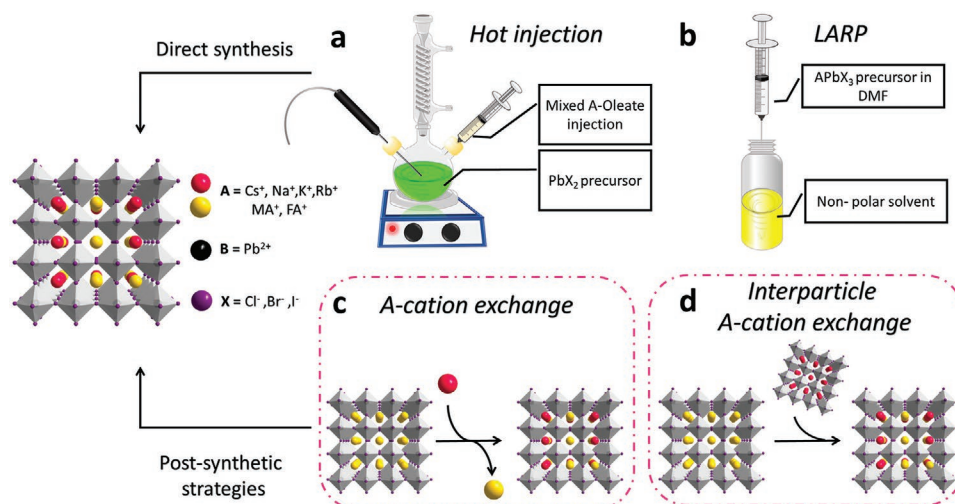 Direct synthesis
a
Hot injection
Mixed A-Oleate
injection
PbX₂ precursor
b
LARP
APbX₃ precursor in
DMF
Non- polar solvent
A = Cs⁺, Na⁺,K⁺,Rb⁺
MA⁺, FA⁺
B = Pb²⁺
X = Cl⁻ ,Br⁻ ,I⁻
c
A-cation exchange
d
Interparticle
A-cation exchange
Post-synthetic
strategies